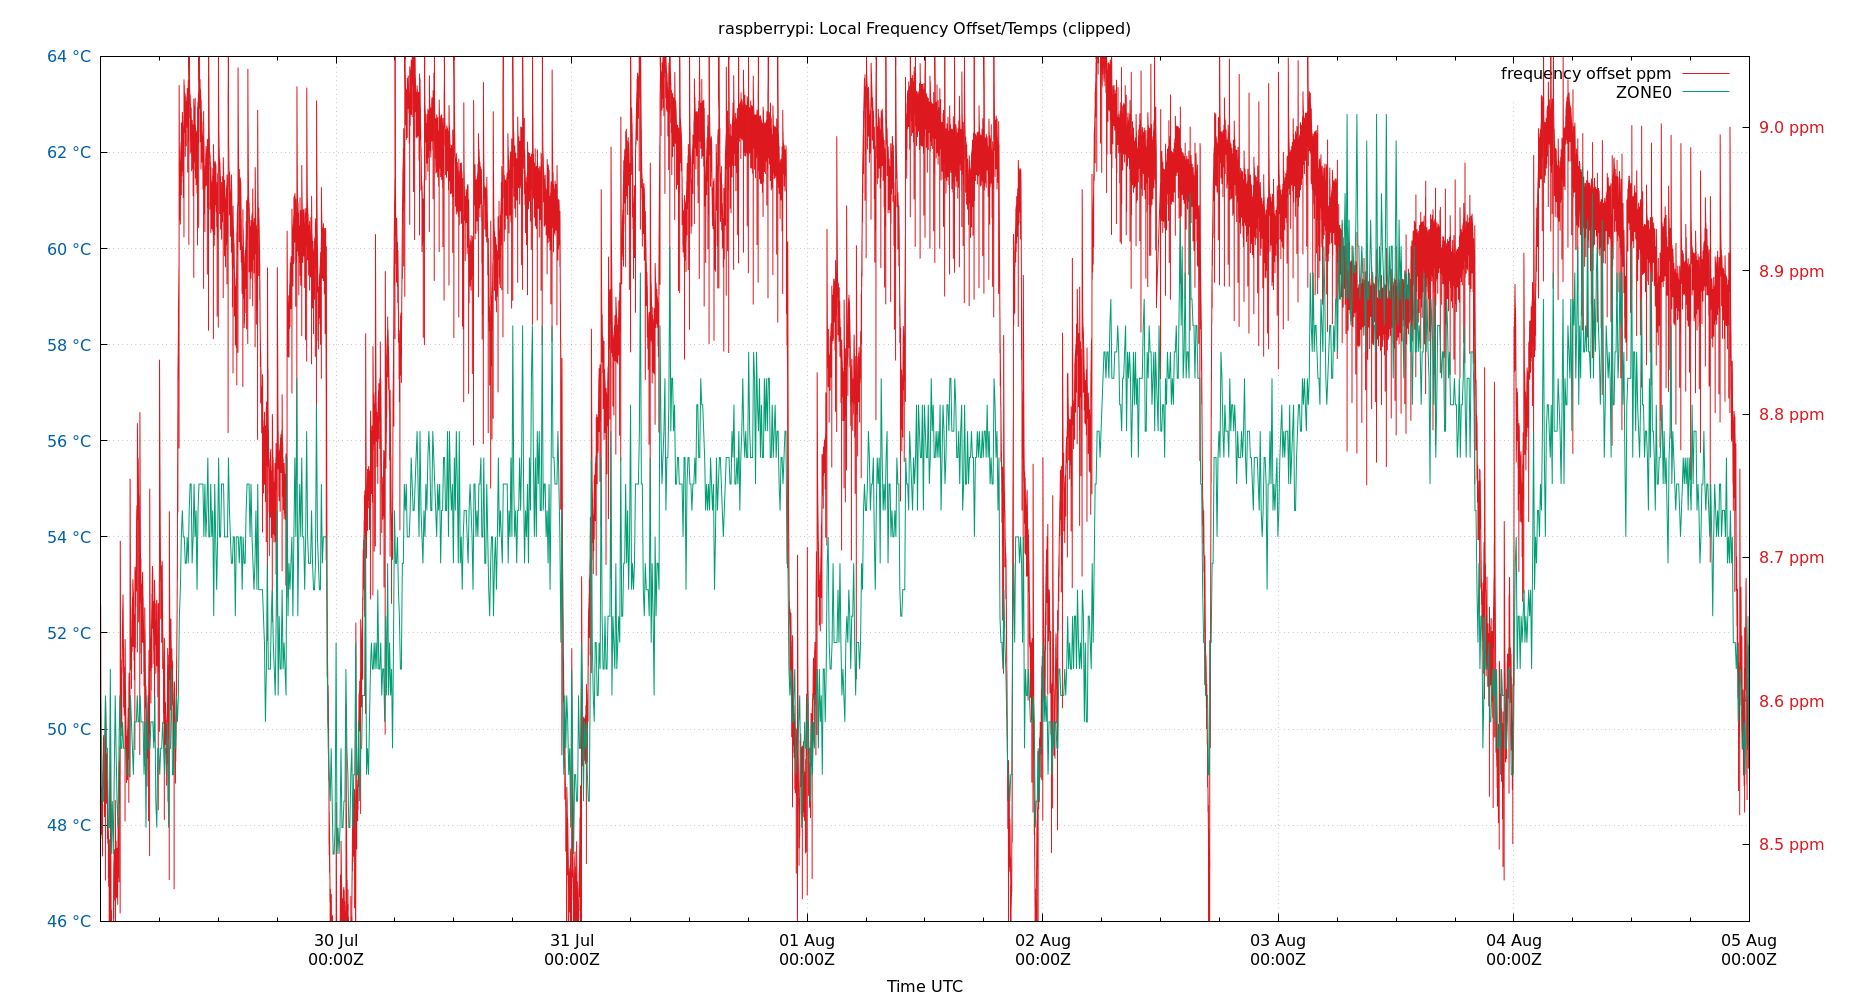 raspberrypi: Local Frequency Offset/Temps (clipped)
64 °C
62 °C
60 °C
58 °C
56 °C
54 °C
52 °C
50 °C
48 °C
46 °C
frequency offset ppm
ZONE0
9.0 ppm
8.9 ppm
8.8 ppm
8.7 ppm
8.6 ppm
8.5 ppm
30 Jul 31 Jul 01 Aug 02 Aug 03 Aug 04 Aug 05 Aug
00:00Z 00:00Z 00:00Z 00:00Z 00:00Z 00:00Z 00:00Z
Time UTC